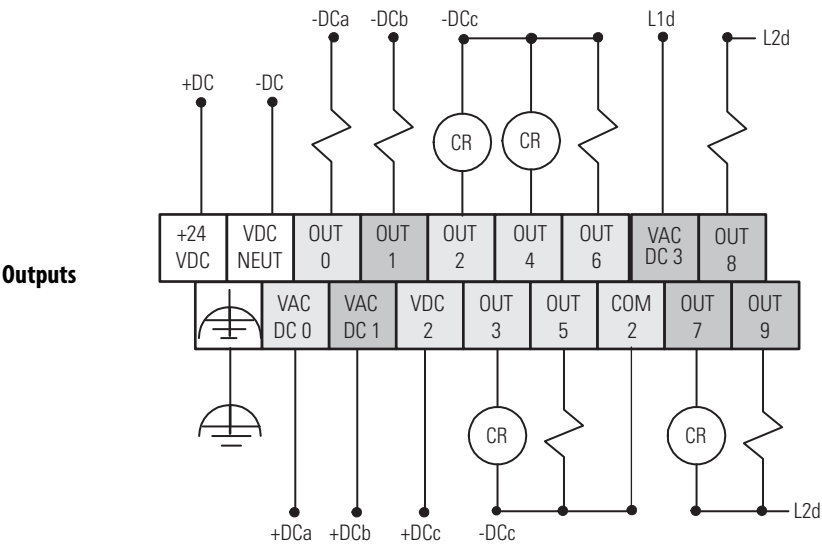 -DCa -DCb -DCc L1d
L2d
+DC -DC
CR CR
Outputs
+24 VDC OUT OUT OUT OUT OUT VAC OUT
VDC NEUT 0 1 2 4 6 DC 3 8
VAC VAC VDC OUT OUT COM OUT OUT
DC 0 DC 1 2 3 5 2 7 9
CR CR
L2d
+DCa +DCb +DCc -DCc